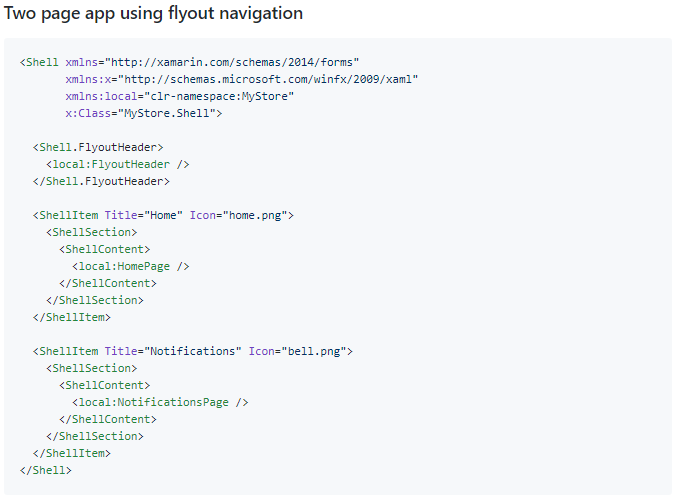 Two page app using flyout navigation
<Shell xmlns="http://xamarin.com/schemas/2014/forms"
xmlns:x="http://schemas.microsoft.com/winfx/2009/xaml"
xmlns:local="clr-namespace:MyStore"
x:Class="MyStore.Shell">
<Shell.FlyoutHeader>
<local:FlyoutHeader />
</Shell.FlyoutHeader>
<ShellItem Title="Home" Icon="home.png">
<ShellSection>
<ShellContent>
<local:HomePage />
</ShellContent>
</ShellSection>
</ShellItem>
<ShellItem Title="Notifications" Icon="bell.png">
<ShellSection>
<ShellContent>
<local:NotificationsPage />
</ShellContent>
</ShellSection>
</ShellItem>
</Shell>